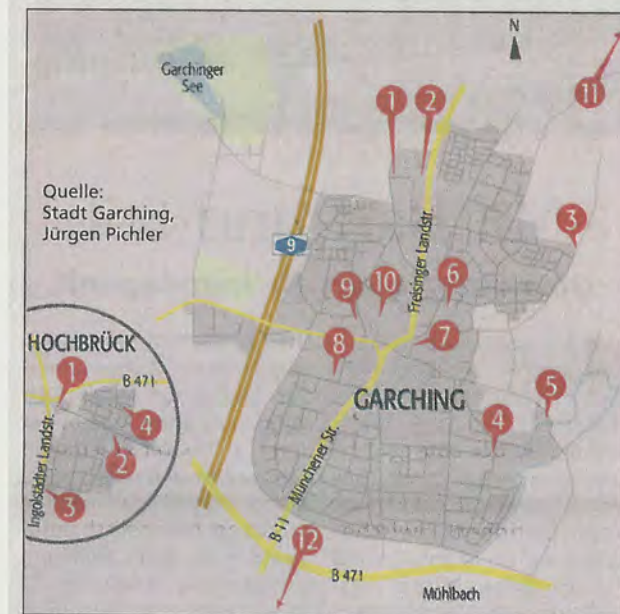 N
Garchinger
See
11
1
2
Quelle:
Stadt Garching,
Jürgen Pichler
9
3
Freisinger Landstr.
6
10
9
7
8
HOCHBRÜCK
1
B 471
4
2
3
Ingolstädter Landstr.
GARCHING
5
4
Münchener Str.
B 11
12
B 471
Mühlbach